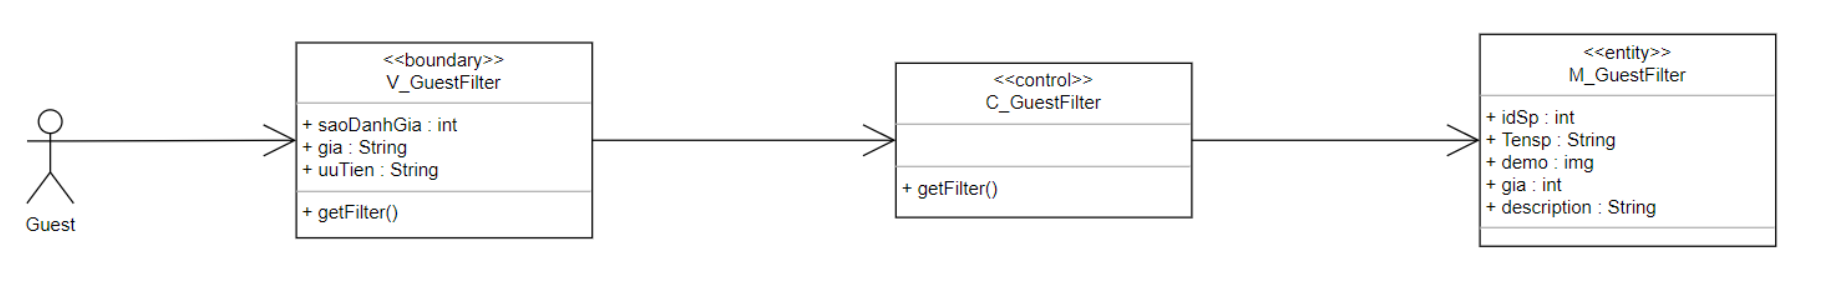 Guest
<<boundary>>
V_GuestFilter
+ saoDanhGia : int
+ gia : String
+ uuTien : String
+ getFilter()
<<control>>
C_GuestFilter
+ getFilter()
<<entity>>
M_GuestFilter
+ idSp : int
+ Tensp : String
+ demo : img
+ gia : int
+ description : String